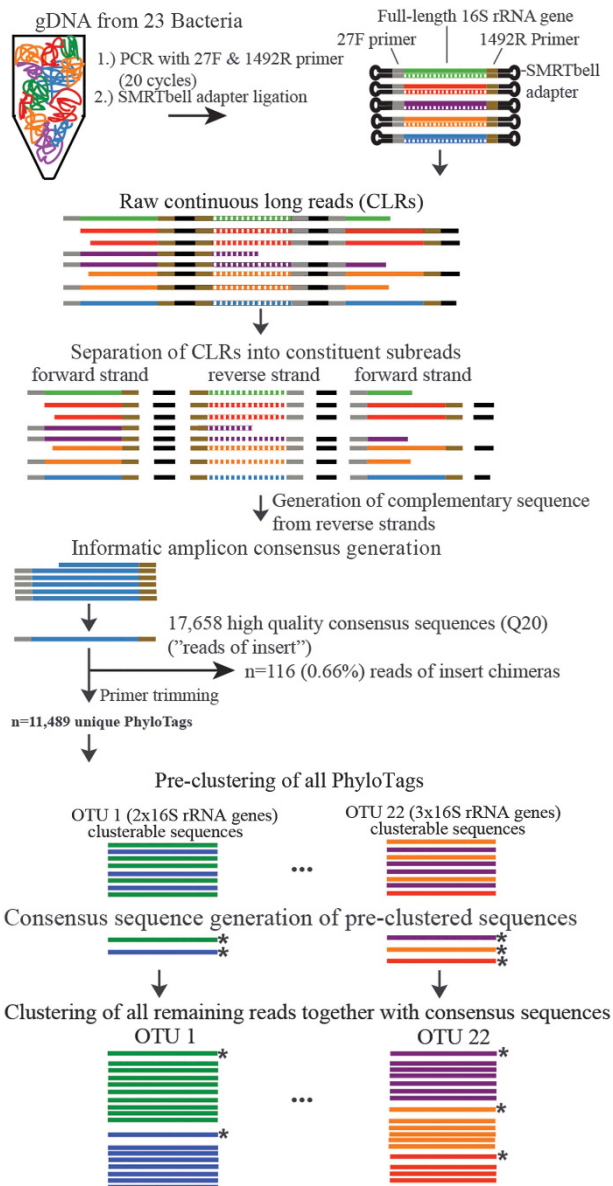 gDNA from 23 Bacteria
1.) PCR with 27F & 1492R primer
(20 cycles)
2.) SMRTbell adapter ligation
Full-length 16S rRNA gene
27F primer
1492R Primer
SMRTbell
adapter
Raw continuous long reads (CLRs)
Separation of CLRs into constituent subreads
forward strand
reverse strand
forward strand
Generation of complementary sequence
from reverse strands
Informatic amplicon consensus generation
17,658 high quality consensus sequences (Q20)
("reads of insert")
n=116 (0.66%) reads of insert chimeras
Primer trimming
n=11,489 unique PhyloTags
Pre-clustering of all PhyloTags
OTU 1 (2x16S rRNA genes)
clusterable sequences
OTU 22 (3x16S rRNA genes)
clusterable sequences
...
Consensus sequence generation of pre-clustered sequences
*
*
*
*
*
Clustering of all remaining reads together with consensus sequences
OTU 1
OTU 22
*
*
...
*
*
*